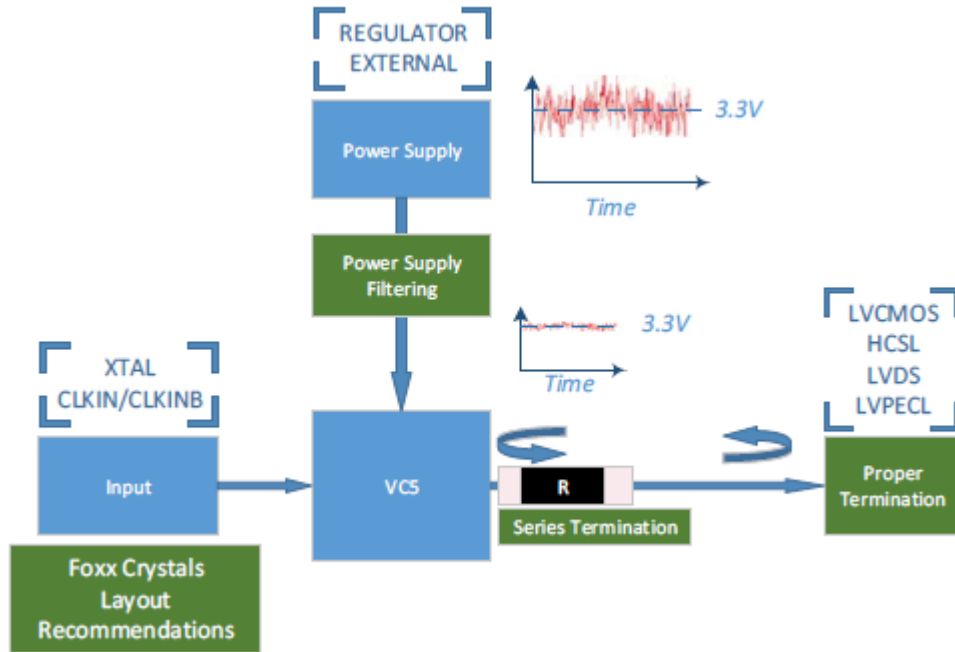 REGULATOR
EXTERNAL
Power Supply
3.3V
Time
Power Supply
Filtering
3.3V
Time
XTAL
CLKIN/CLKINB
Input
Foxx Crystals
Layout
Recommendations
VC5
R
Series Termination
LVCMOS
HCSL
LVDS
LVPECL
Proper
Termination